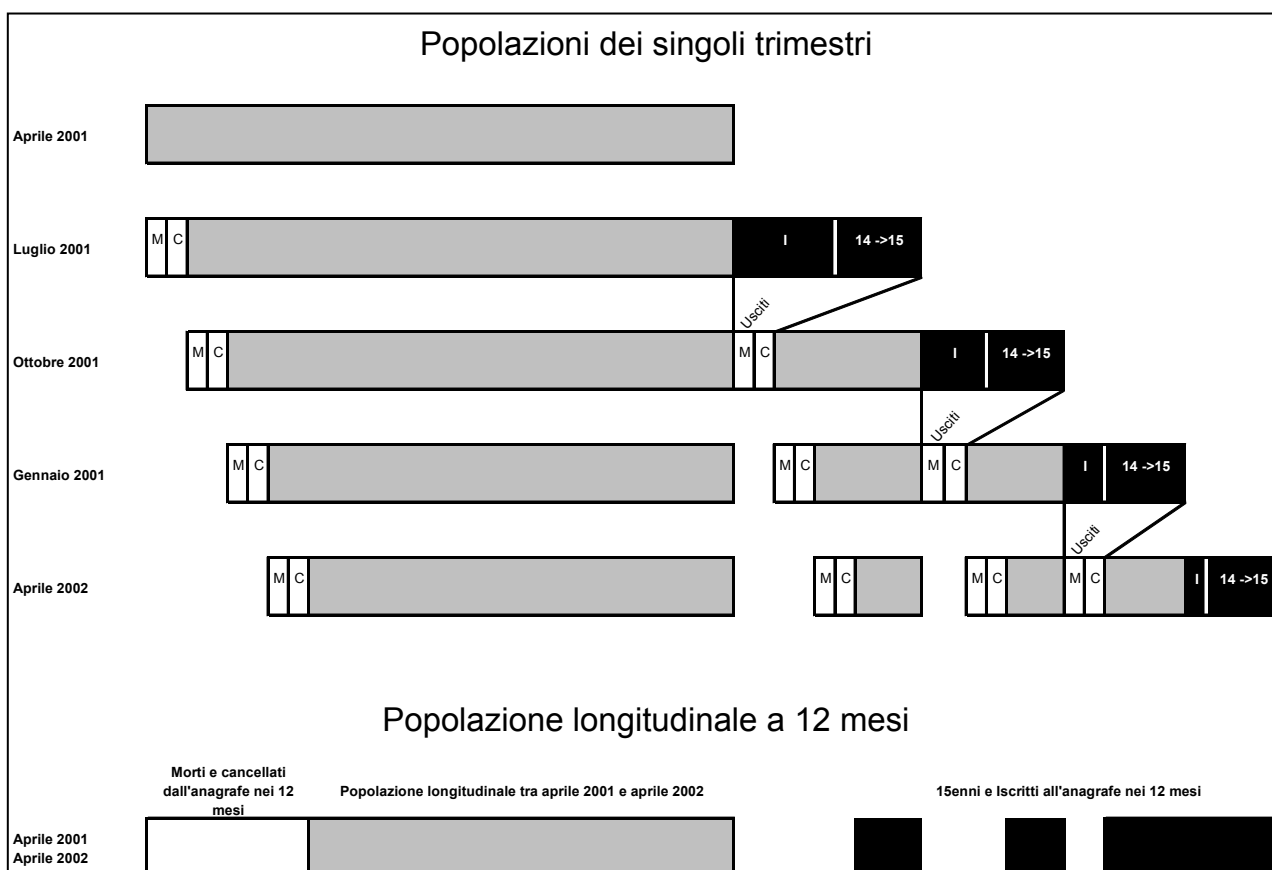 Popolazioni dei singoli trimestri
Aprile 2001
Luglio 2001
M C I 14 ->15
Usciti
Ottobre 2001
M C M C I 14 ->15
Usciti
Gennaio 2001
M C M C M C I 14 ->15
Usciti
Aprile 2002
M C M C M C M C I 14 ->15
Popolazione longitudinale a 12 mesi
Morti e cancellati
dall'anagrafe nei 12
mesi
Popolazione longitudinale tra aprile 2001 e aprile 2002
15enni e Iscritti all'anagrafe nei 12 mesi
Aprile 2001
Aprile 2002